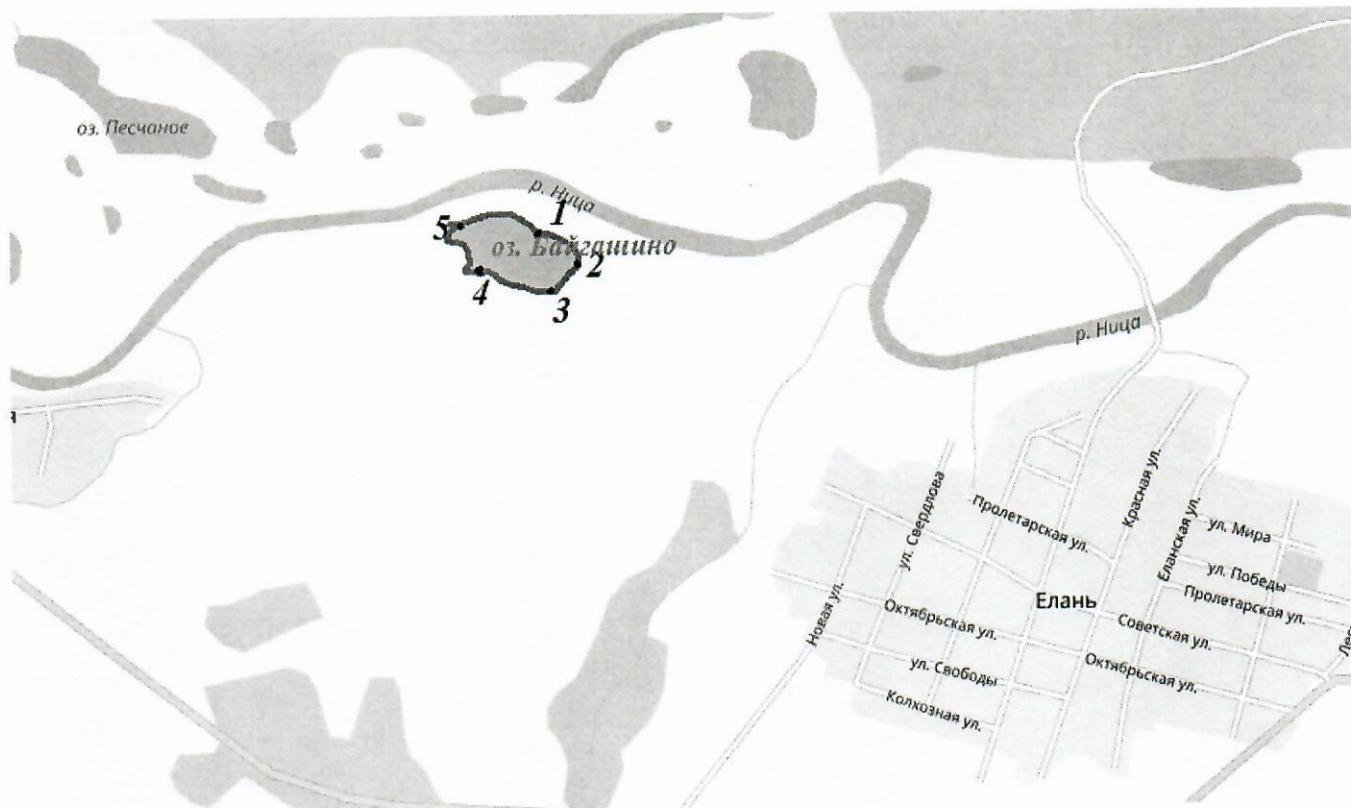 оз. Песчаное
р. Ница
1
5
оз. Байгашино
2
4
3
р. Ница
я
Красная ул.
ул. Свердлова
Пролетарская ул.
Еланская ул.
ул. Мира
ул. Победы
Пролетарская ул.
Елань
Новая ул.
Октябрьская ул.
Советская ул.
ул. Свободы
Октябрьская ул.
Колхозная ул.